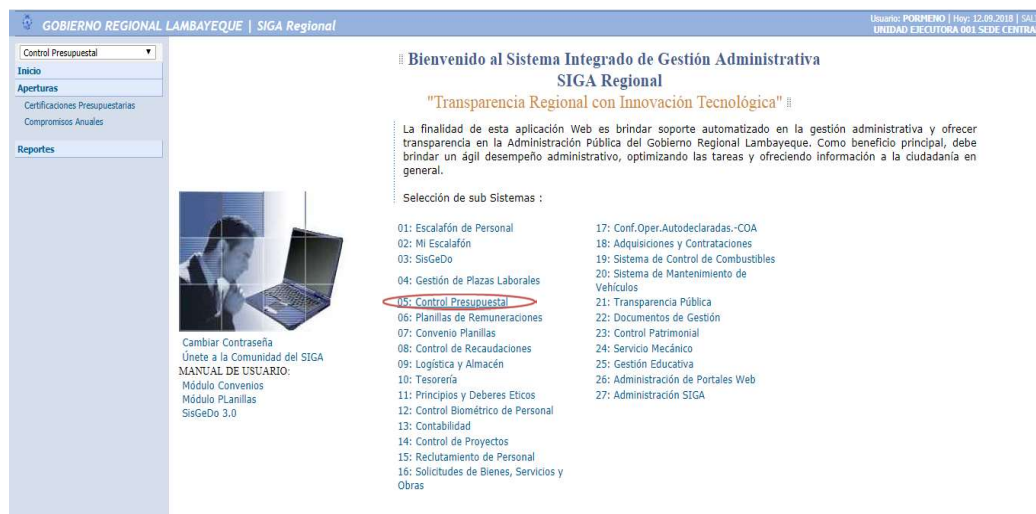 GOBIERNO REGIONAL LAMBAYEQUE | SIGA Regional
Usuario: PORMENO | Hoy: 12.09.2018 | SAL
UNIDAD EJECUTORA 001 SEDE CENTRA
Control Presupuestal
Inicio
Aperturas
Certificaciones Presupuestarias
Compromisos Anuales
Reportes
Bienvenido al Sistema Integrado de Gestión Administrativa
SIGA Regional
"Transparencia Regional con Innovación Tecnológica"
La finalidad de esta aplicación Web es brindar soporte automatizado en la gestión administrativa y ofrecer
transparencia en la Administración Pública del Gobierno Regional Lambayeque. Como beneficio principal, debe
brindar un ágil desempeño administrativo, optimizando las tareas y ofreciendo información a la ciudadanía en
general.
Selección de sub Sistemas :
01: Escalafón de Personal
02: Mi Escalafón
03: SisGeDo
04: Gestión de Plazas Laborales
05: Control Presupuestal
06: Planillas de Remuneraciones
07: Convenio Planillas
08: Control de Recaudaciones
09: Logística y Almacén
10: Tesorería
11: Principios y Deberes Eticos
12: Control Biométrico de Personal
13: Contabilidad
14: Control de Proyectos
15: Reclutamiento de Personal
16: Solicitudes de Bienes, Servicios y
Obras
17: Conf.Oper.Autodeclaradas.-COA
18: Adquisiciones y Contrataciones
19: Sistema de Control de Combustibles
20: Sistema de Mantenimiento de
Vehículos
21: Transparencia Pública
22: Documentos de Gestión
23: Control Patrimonial
24: Servicio Mecánico
25: Gestión Educativa
26: Administración de Portales Web
27: Administración SIGA
Cambiar Contraseña
Únete a la Comunidad del SIGA
MANUAL DE USUARIO:
Módulo Convenios
Módulo PLanillas
SisGeDo 3.0